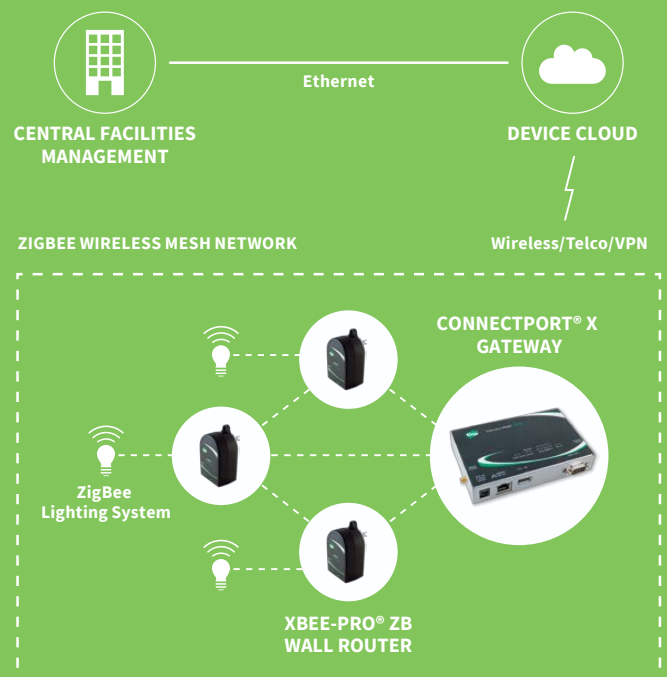 Ethernet
CENTRAL FACILITIES
MANAGEMENT
DEVICE CLOUD
ZIGBEE WIRELESS MESH NETWORK
Wireless/Telco/VPN
CONNECTPORT® X
GATEWAY
ZigBee
Lighting System
XBEE-PRO® ZB
WALL ROUTER